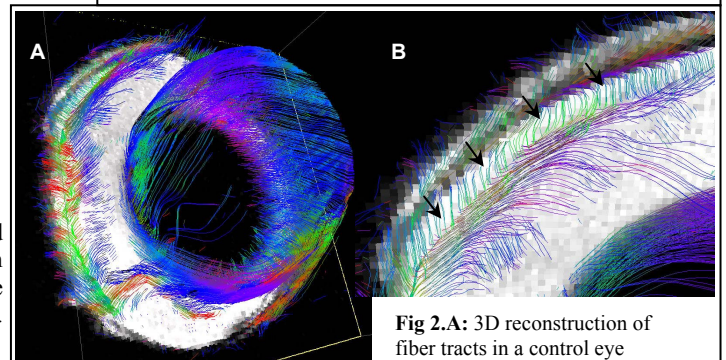 A
B
Fig 2.A: 3D reconstruction of
fiber tracts in a control eye